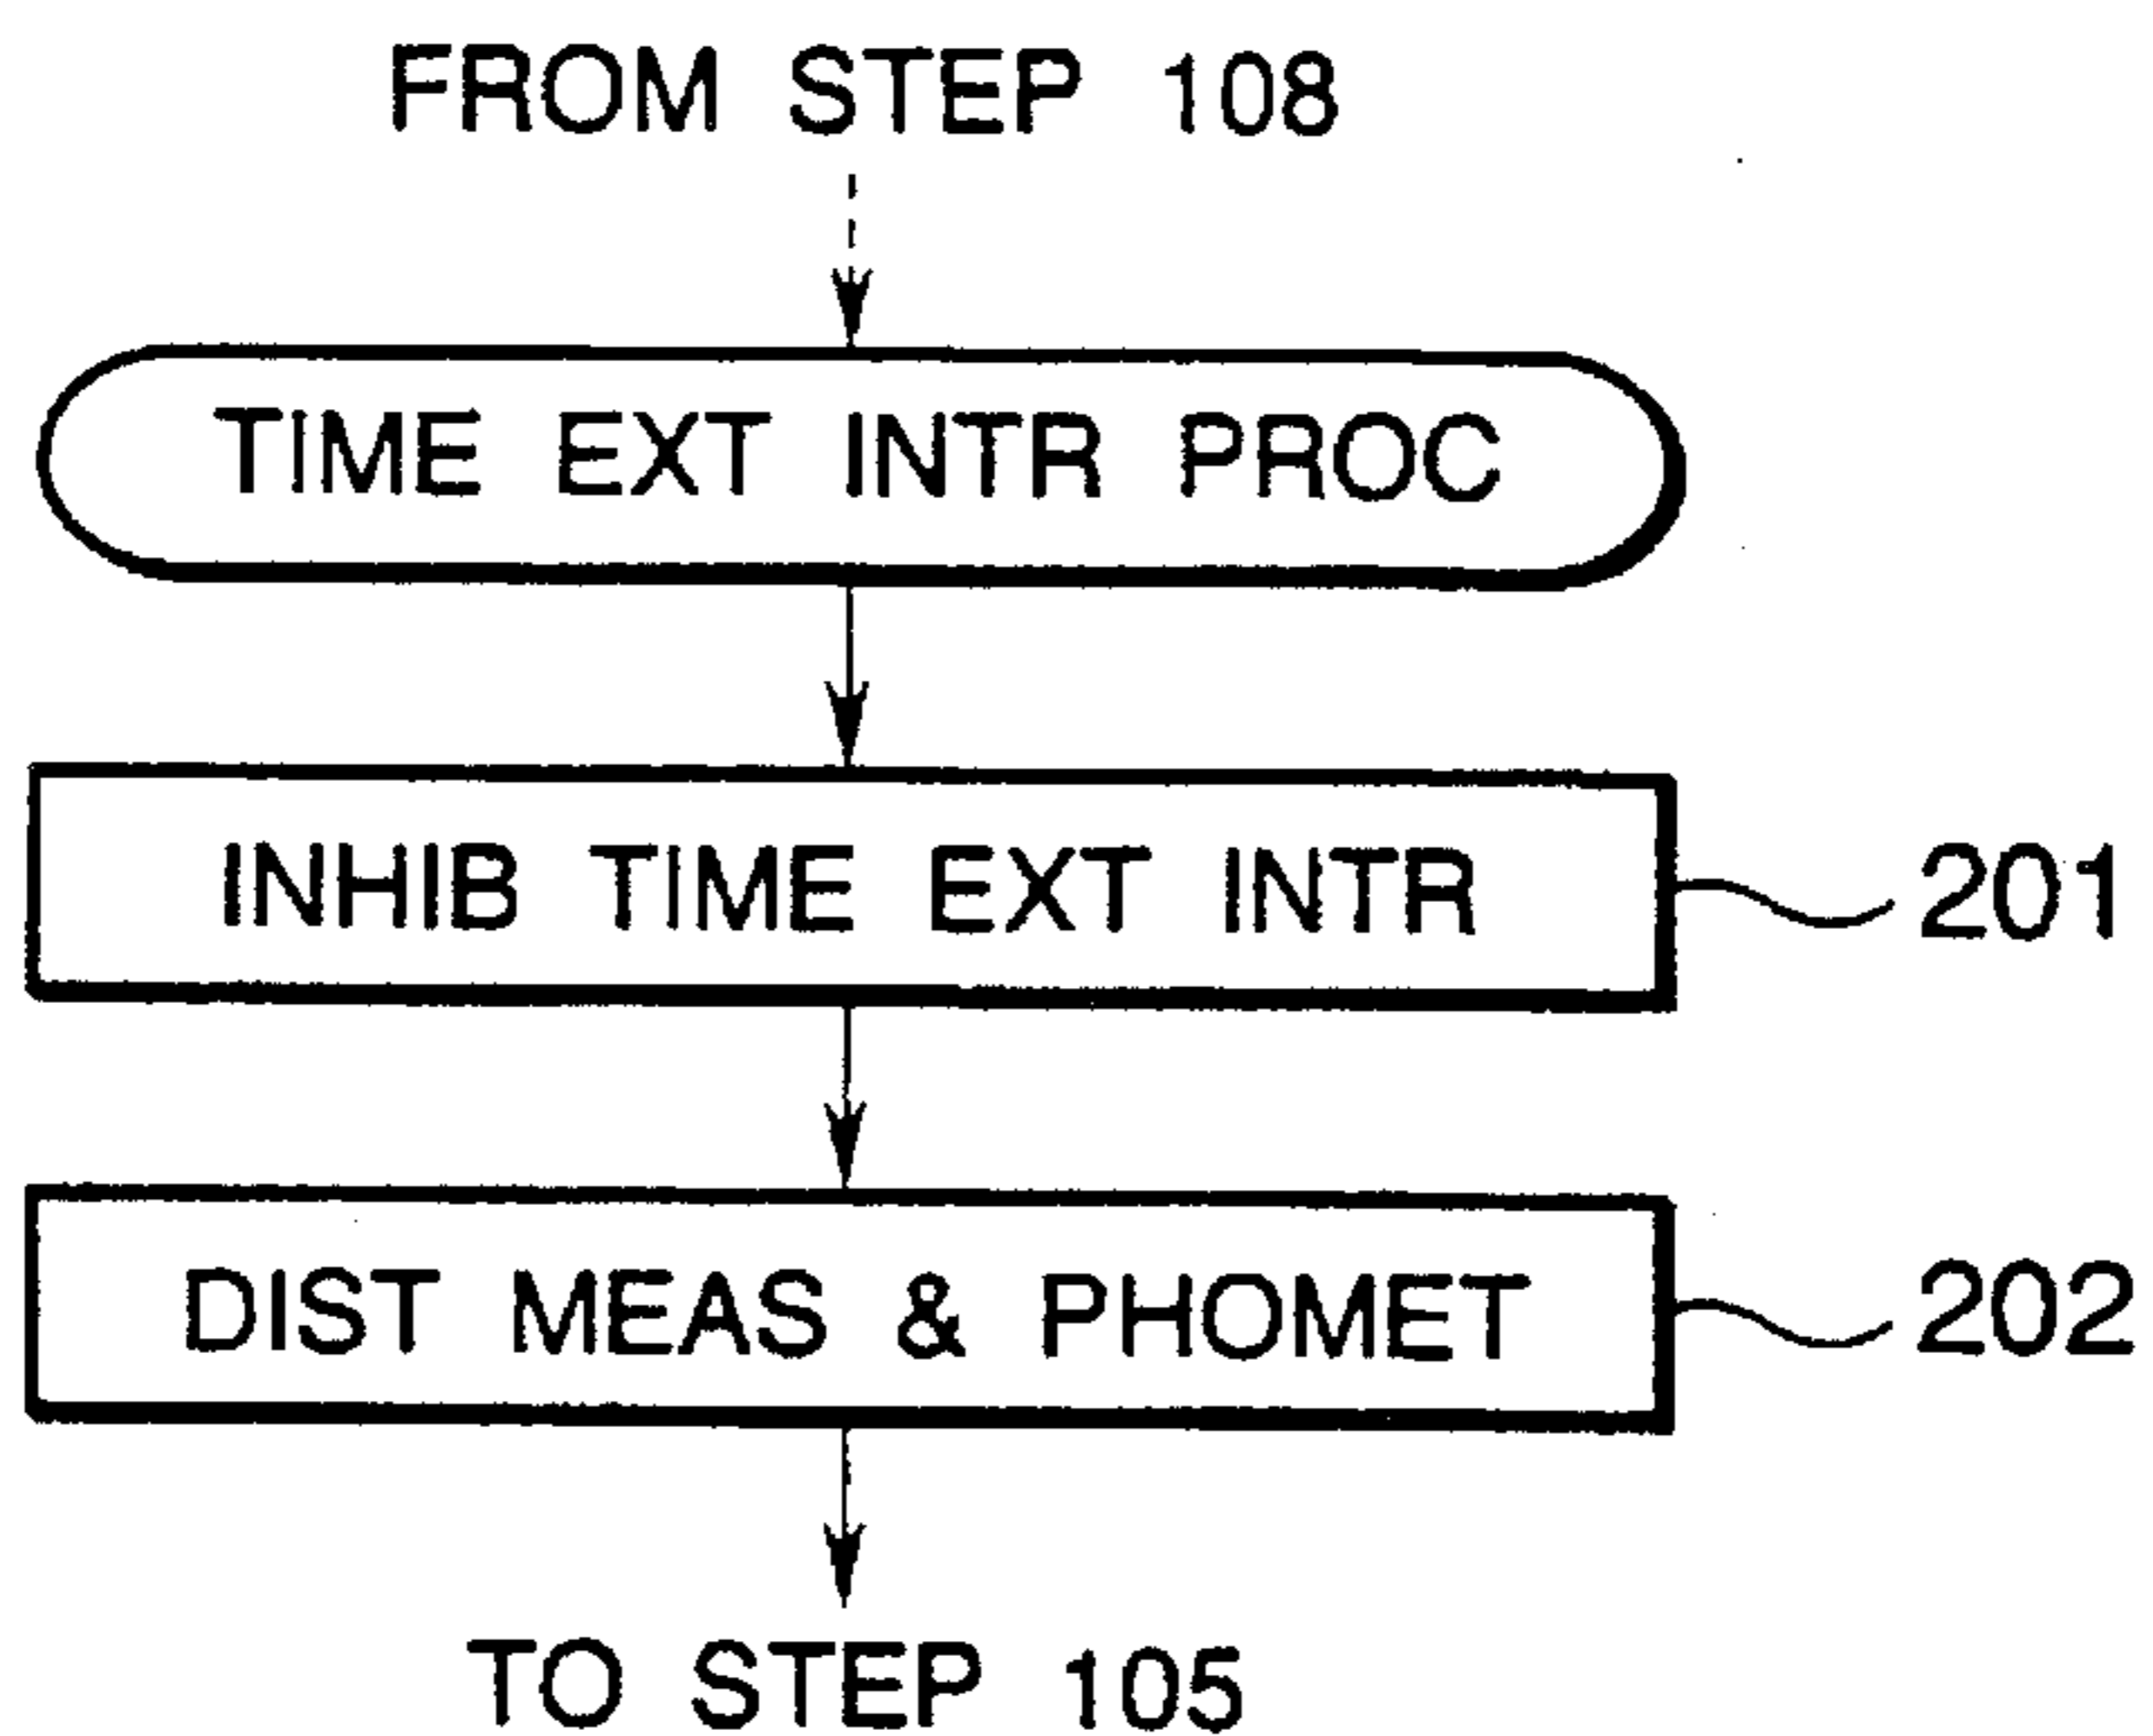 FROM STEP 108
TIME EXT INTR PROC
INHIB TIME EXT INTR
201
DIST MEAS & PHOMET
202
TO STEP 105